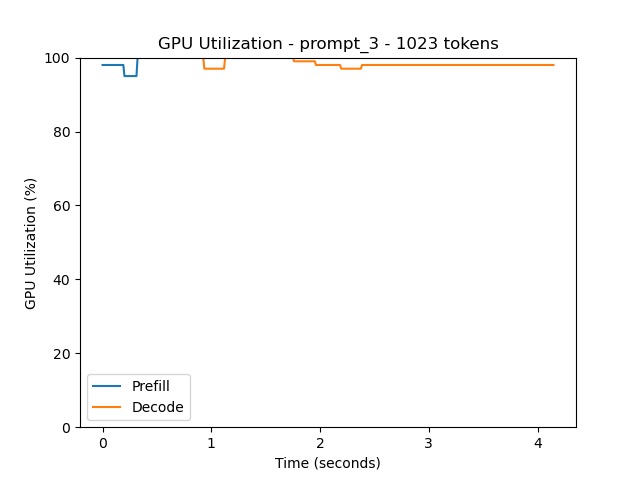 GPU Utilization - prompt_3 - 1023 tokens
GPU Utilization (%)
100
80
60
40
20
0
Prefill
Decode
0 1 2 3 4
Time (seconds)